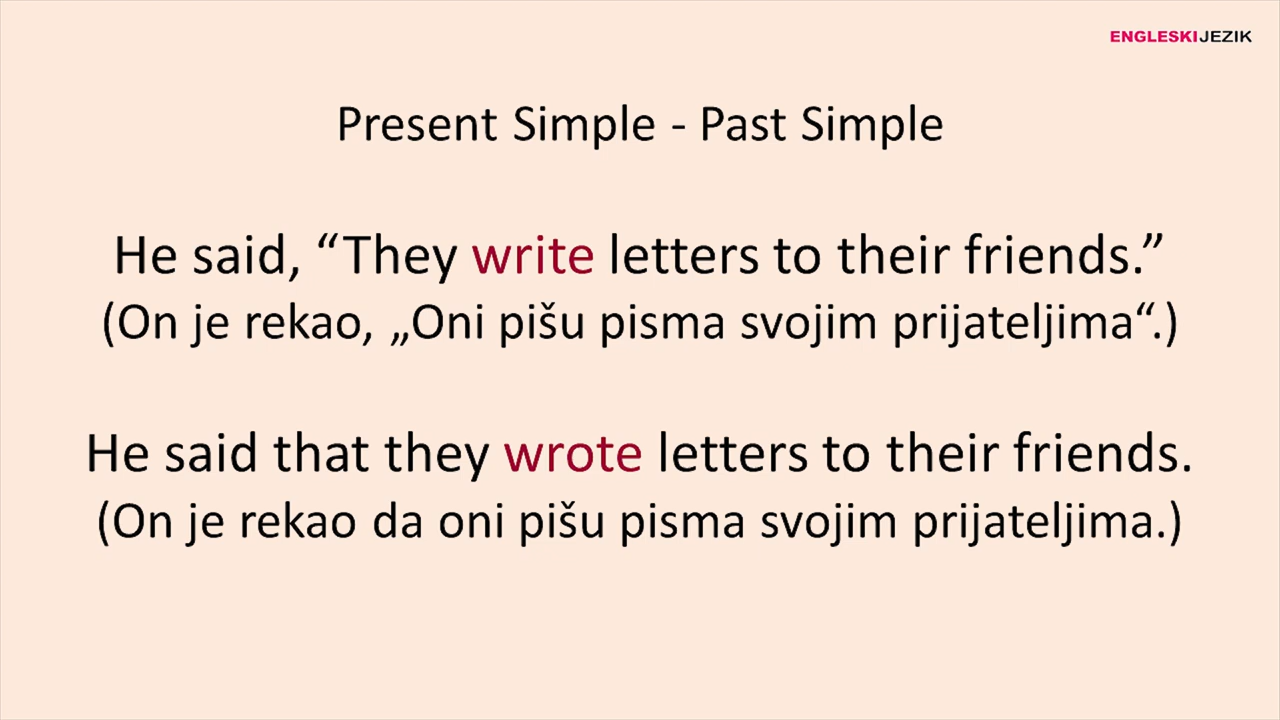 ENGLESKIJEZIK
Present Simple - Past Simple
He said, “They write letters to their friends.”
(On je rekao, „Oni pišu pisma svojim prijateljima“.)
He said that they wrote letters to their friends.
(On je rekao da oni pišu pisma svojim prijateljima.)